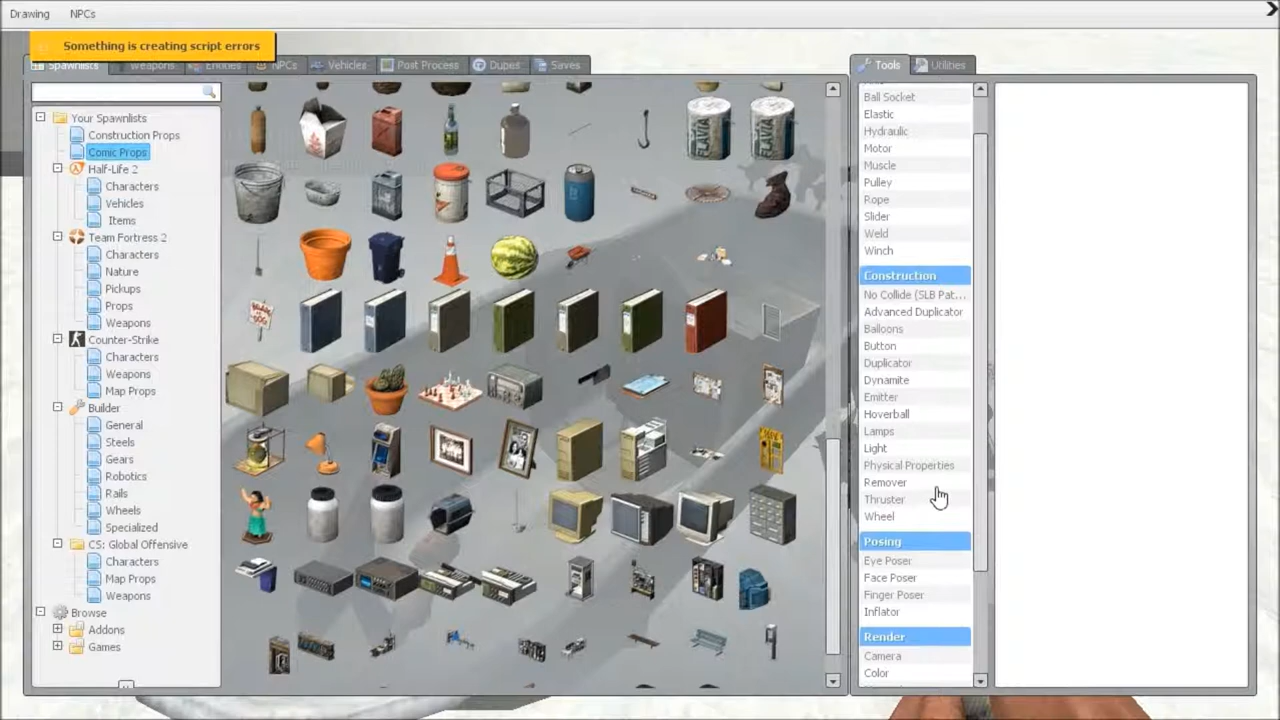 Drawing NPCs
Something is creating script errors
Spawnlists Weapons Entities NPCs Vehicles Post Process Dupes Saves
Tools Utilities
Your Spawnlists
Construction Props
Comic Props
Half-Life 2
Characters
Vehicles
Items
Team Fortress 2
Characters
Nature
Pickups
Props
Weapons
Counter-Strike
Characters
Weapons
Map Props
Builder
General
Steels
Gears
Robotics
Rails
Wheels
Specialized
CS: Global Offensive
Characters
Map Props
Weapons
Browse
Addons
Games
FLAVIA FLAVIA
Ball Socket
Elastic
Hydraulic
Motor
Muscle
Pulley
Rope
Slider
Weld
Winch
Construction
No Collide (SLB Pat...
Advanced Duplicator
Balloons
Button
Duplicator
Dynamite
Emitter
Hoverball
Lamps
Light
Physical Properties
Remover
Thruster
Wheel
Posing
Eye Poser
Face Poser
Finger Poser
Inflator
Render
Camera
Color